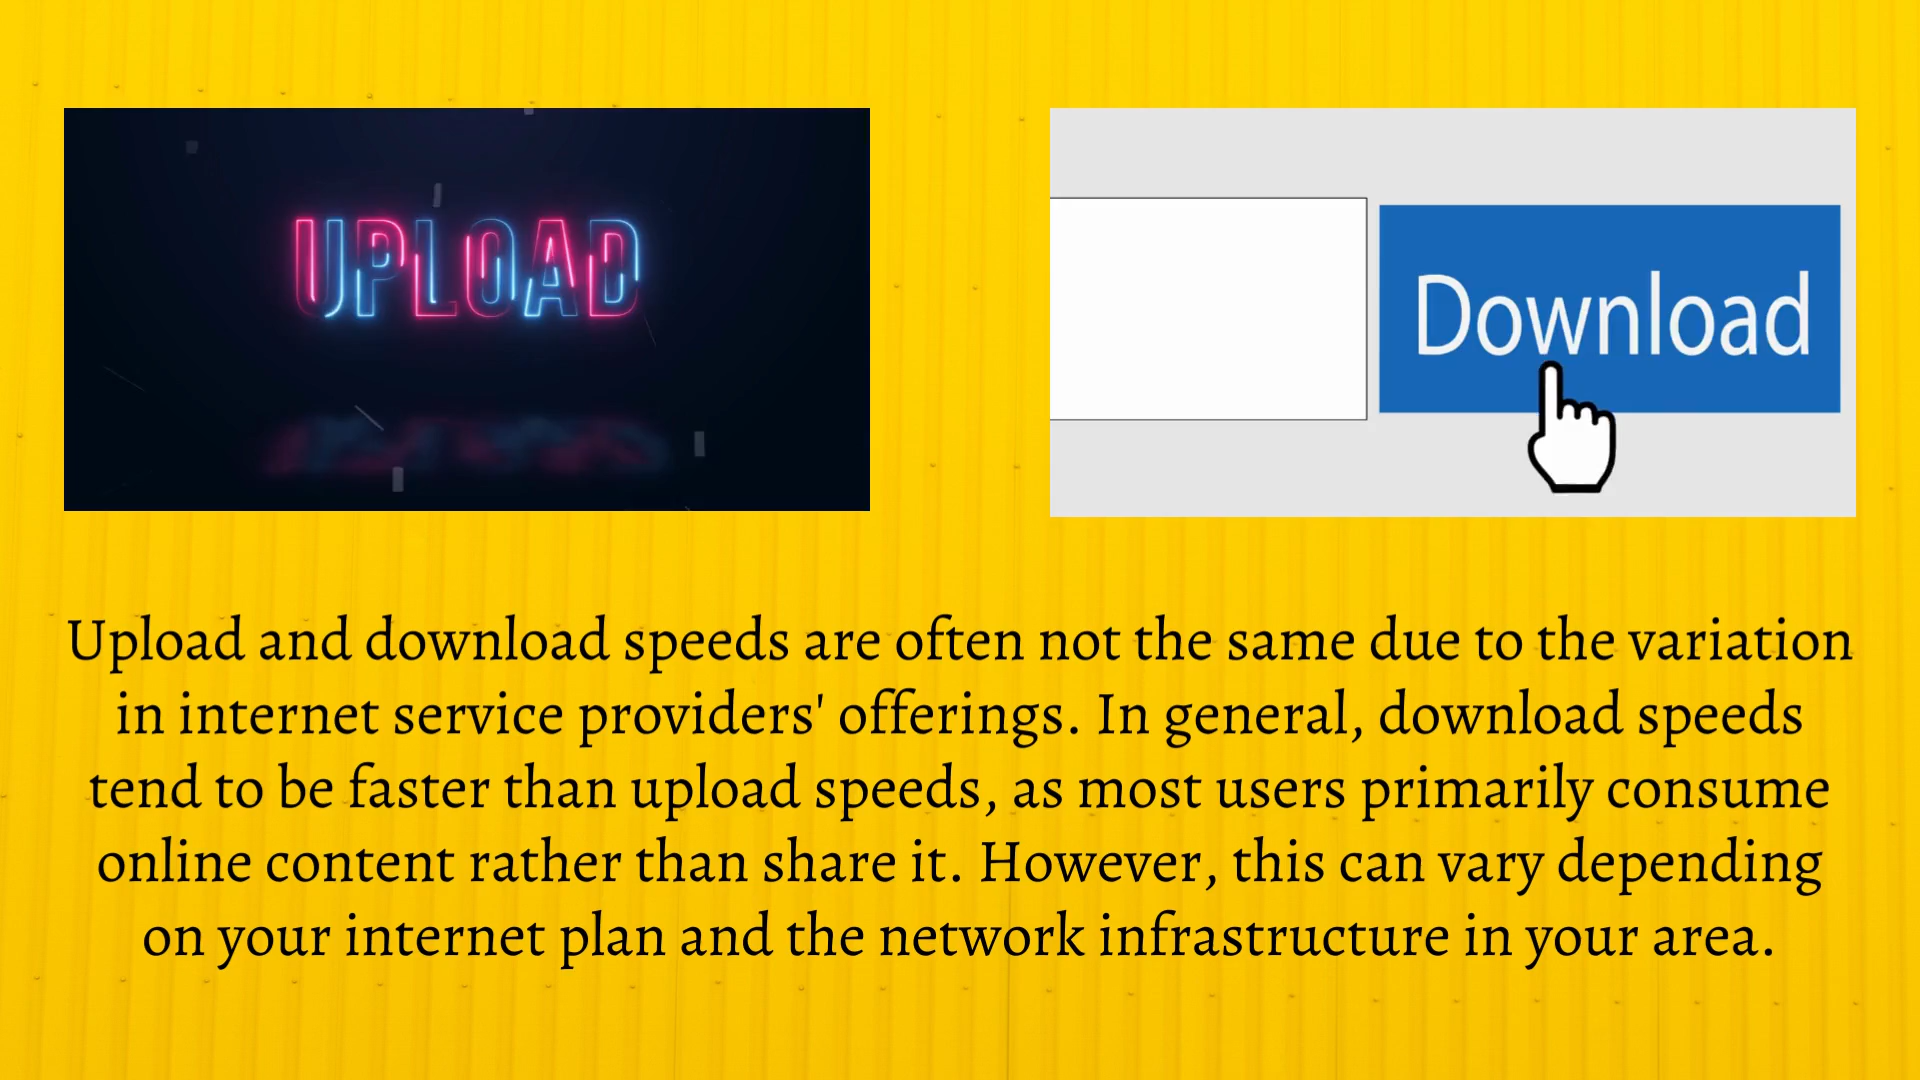 UPLOAD
Download
Upload and download speeds are often not the same due to the variation
in internet service providers' offerings. In general, download speeds
tend to be faster than upload speeds, as most users primarily consume
online content rather than share it. However, this can vary depending
on your internet plan and the network infrastructure in your area.